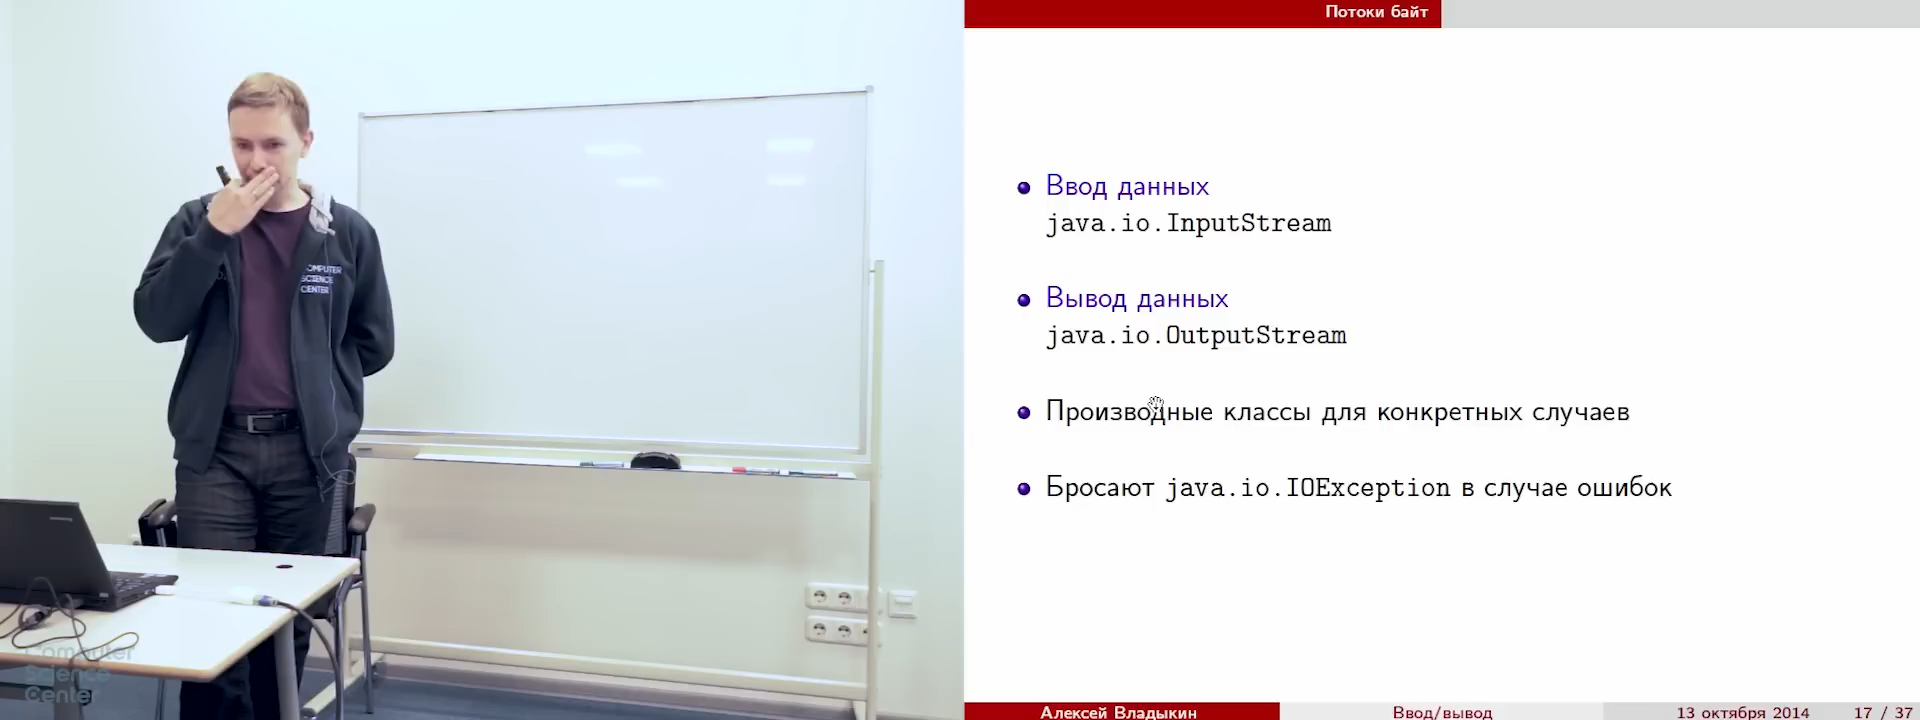 Потоки байт
Ввод данных
java.io.InputStream
Вывод данных
java.io.OutputStream
Производные классы для конкретных случаев
Бросают java.io.IOException в случае ошибок
Алексей Владыкин
Ввод/вывод
13 октября 2014
17 / 37
COMPUTER
SCIENCE
CENTER
Computer
Science
Center